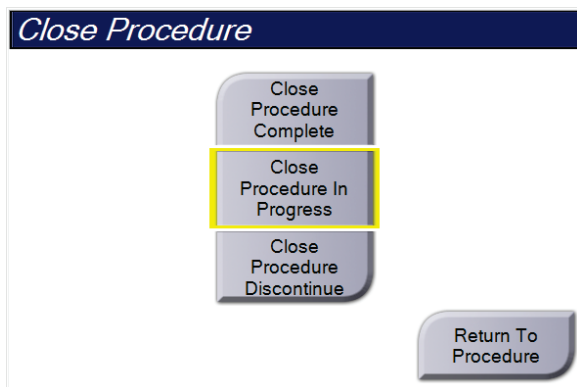 Close Procedure
Close
Procedure
Complete
Close
Procedure In
Progress
Close
Procedure
Discontinue
Return To
Procedure